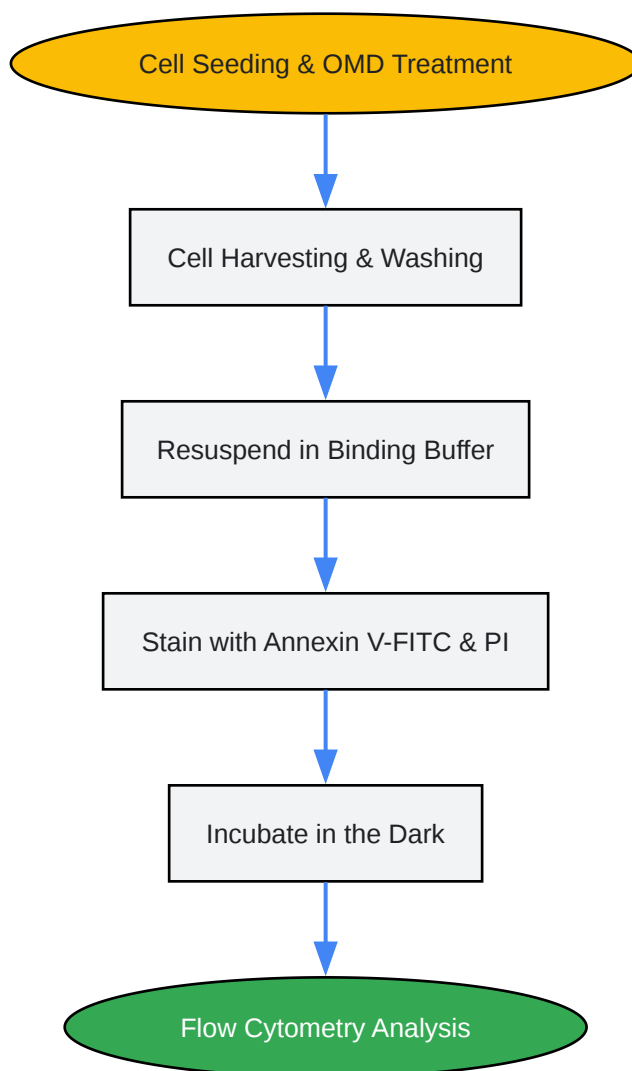 Cell Seeding & OMD Treatment
Cell Harvesting & Washing
Resuspend in Binding Buffer
Stain with Annexin V-FITC & PI
Incubate in the Dark
Flow Cytometry Analysis